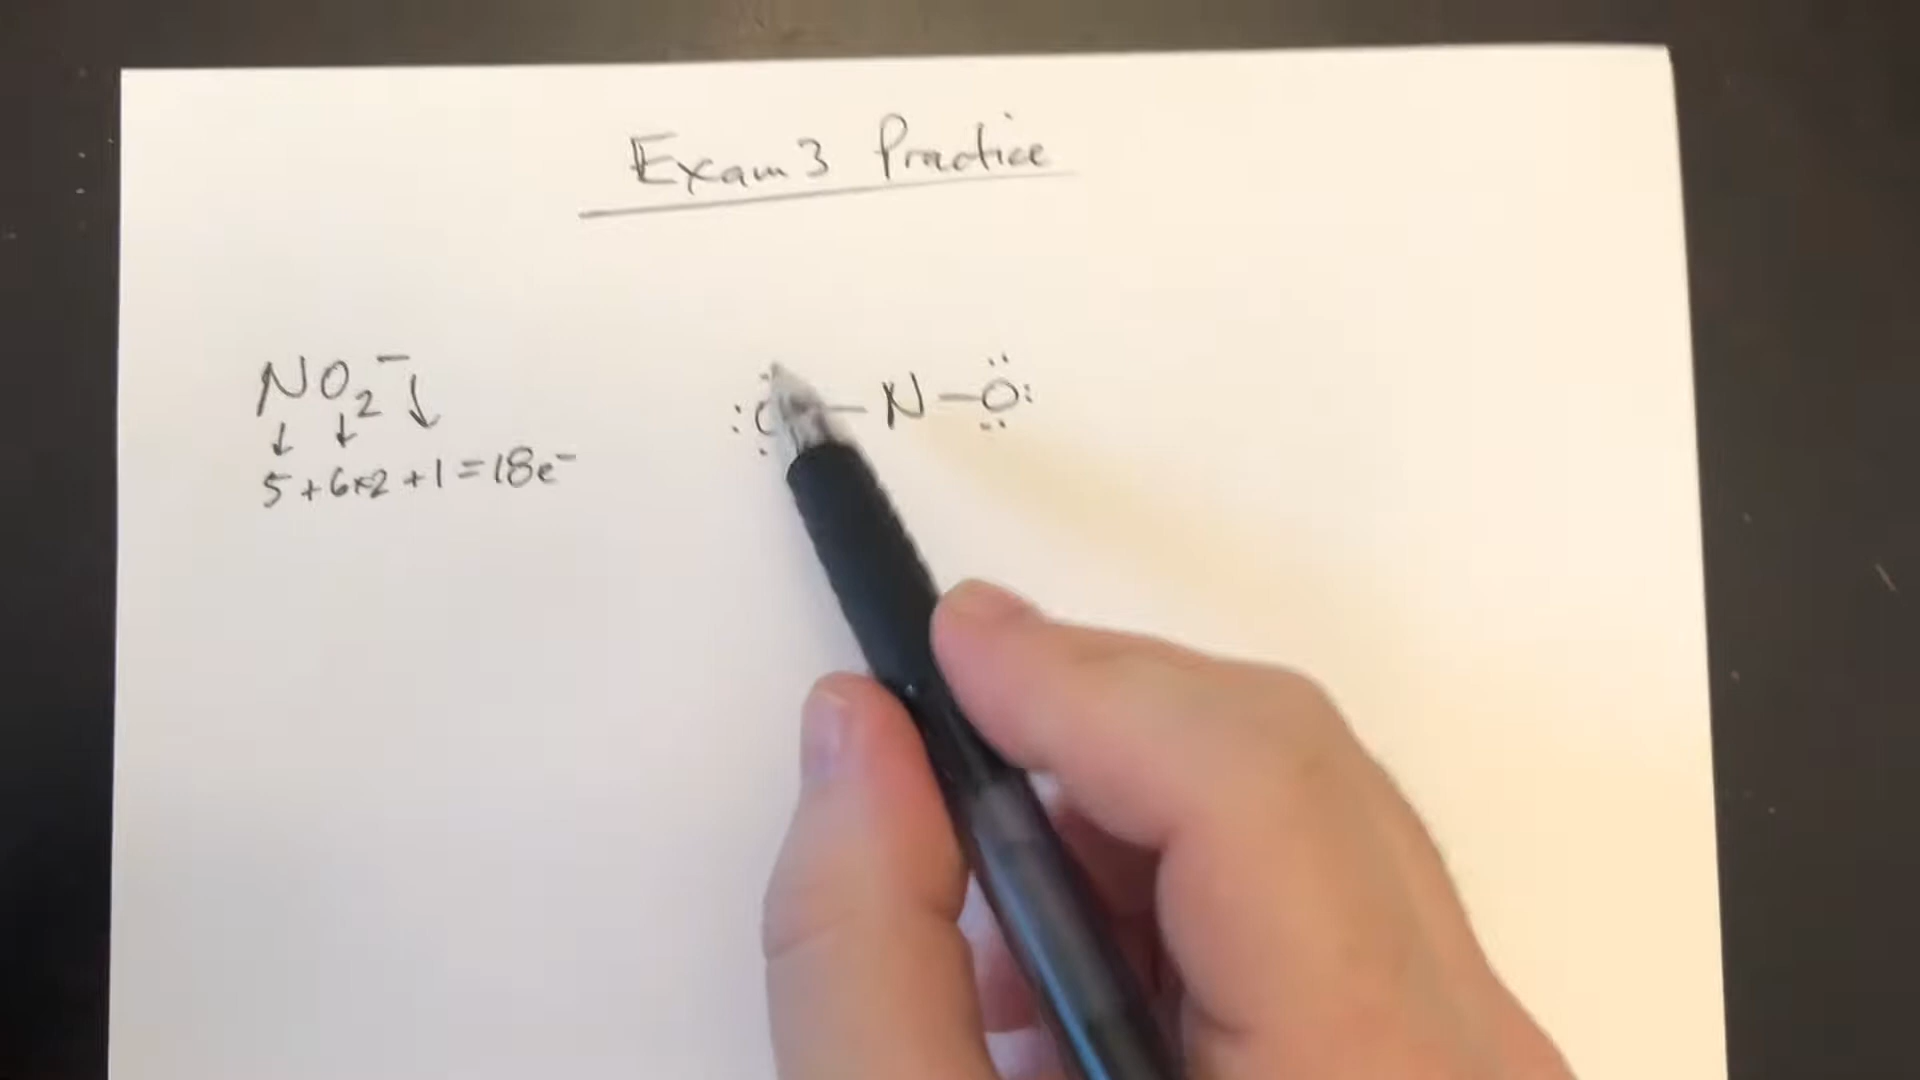 Exam 3 Practice
NO₂⁻
5+6×2+1=18e⁻
:O–N–Ö: